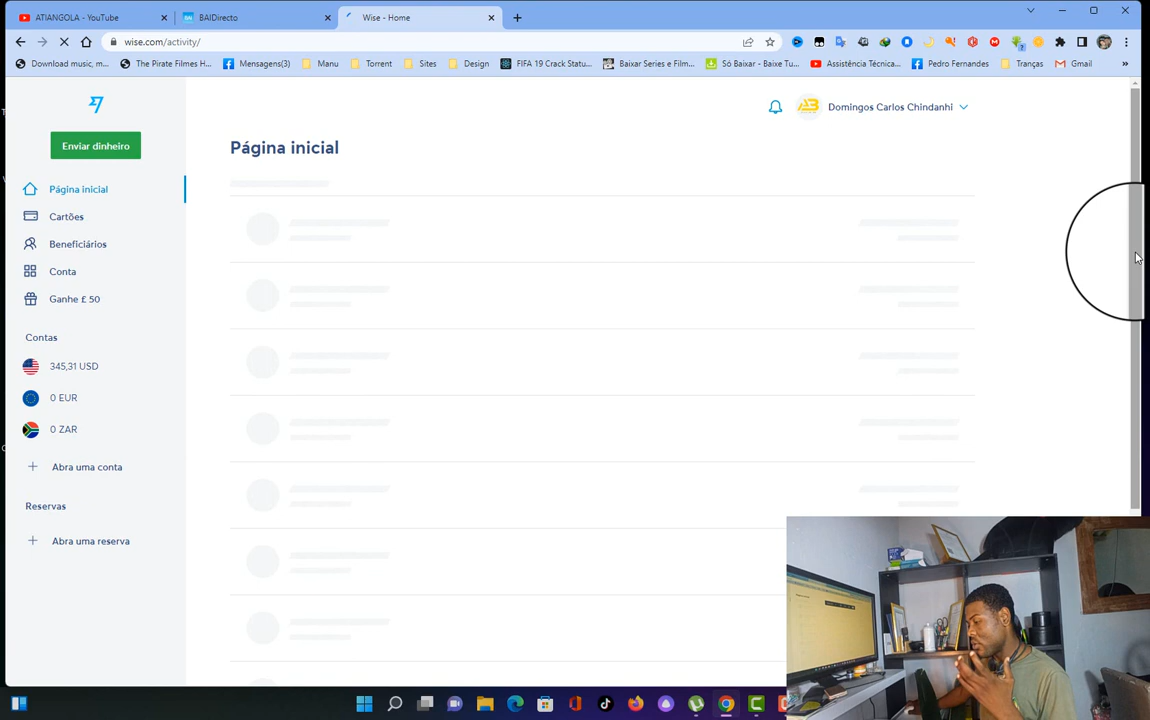 ATIANGOLA - YouTube
BAIDirecto
Wise - Home
wise.com/activity/
Download music, m...
The Pirate Filmes H...
Mensagens(3)
Manu
Torrent
Sites
Design
FIFA 19 Crack Statu...
Baixar Series e Film...
Só Baixar - Baixe Tu...
Assistência Técnica...
Pedro Fernandes
Tranças
Gmail
Enviar dinheiro
Domingos Carlos Chindanhi
Página inicial
Página inicial
Cartões
Beneficiários
Conta
Ganhe £ 50
Contas
345,31 USD
0 EUR
0 ZAR
Abra uma conta
Reservas
Abra uma reserva